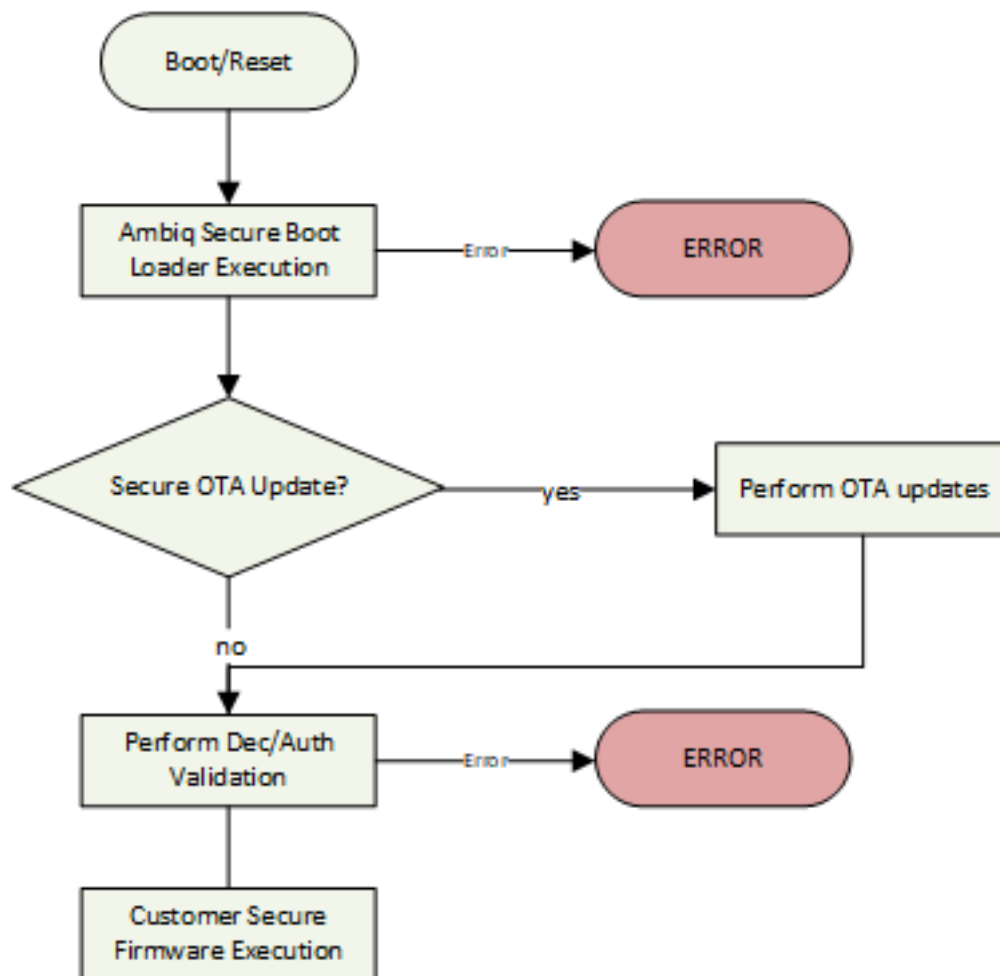 Boot/Reset
Ambiq Secure Boot
Loader Execution
Error
ERROR
Secure OTA Update?
yes
Perform OTA updates
no
Perform Dec/Auth
Validation
Error
ERROR
Customer Secure
Firmware Execution